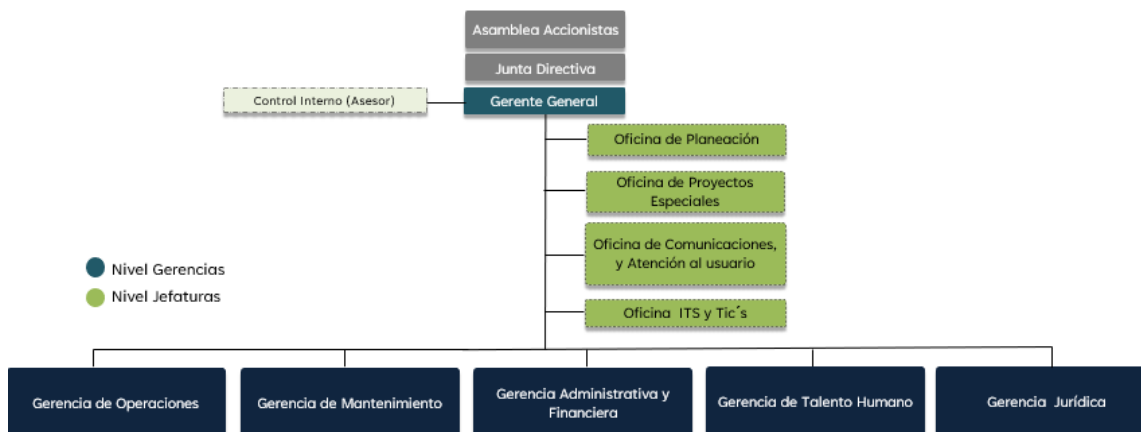 Asamblea Accionistas
Junta Directiva
Control Interno (Asesor)
Gerente General
Oficina de Planeación
Oficina de Proyectos
Especiales
Oficina de Comunicaciones,
y Atención al usuario
Nivel Gerencias
Nivel Jefaturas
Oficina ITS y Tic´s
Gerencia de Operaciones
Gerencia de Mantenimiento
Gerencia Administrativa y
Financiera
Gerencia de Talento Humano
Gerencia Jurídica